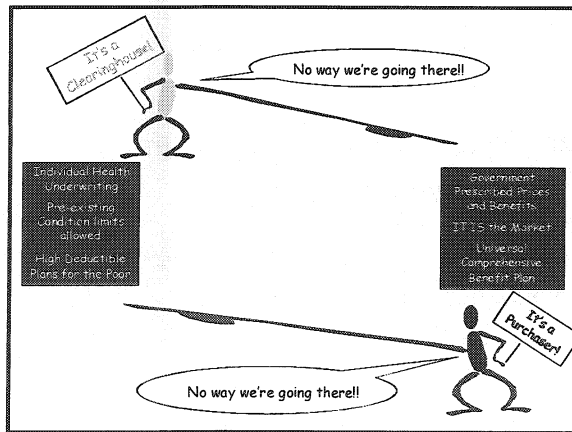 It's a
Clearinghouse!
No way we're going there!!
Individual Health
Underwriting
Pre-existing
Condition limits
allowed
High Deductible
Plans for the Poor
Government
Prescribed Prices
and Benefits
IT IS the Market
Universal
Comprehensive
Benefit Plan
It's a
Purchaser!
No way we're going there!!